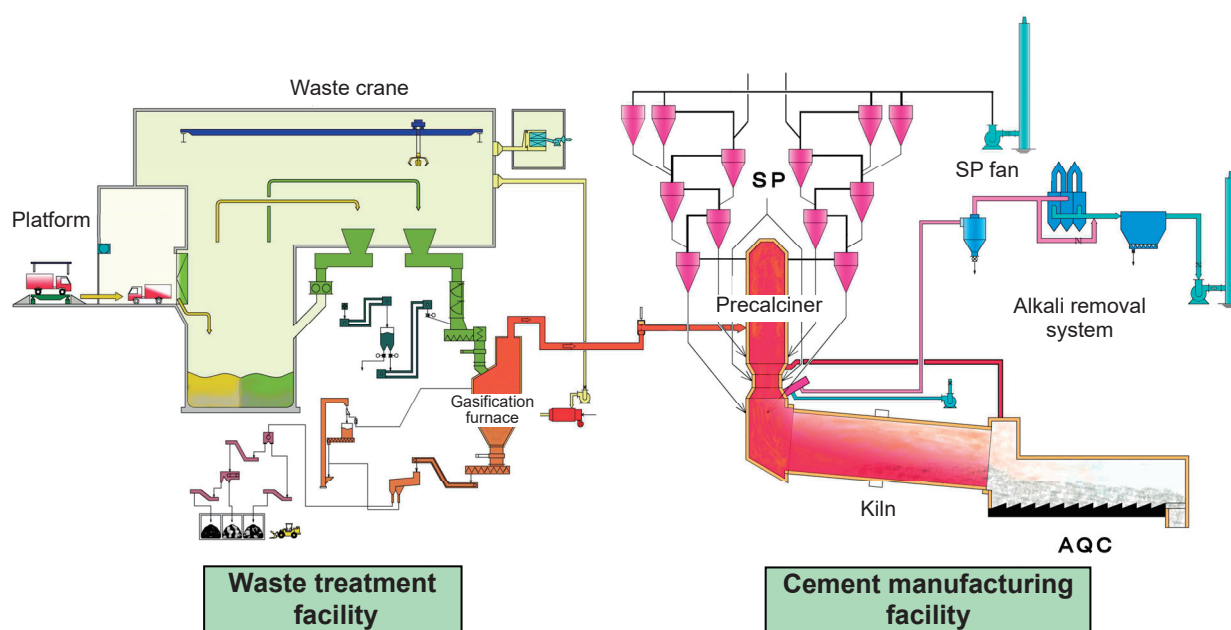 Waste crane
Platform
SP
SP fan
Precalciner
Alkali removal
system
Gasification
furnace
Kiln
AQC
Waste treatment
facility
Cement manufacturing
facility